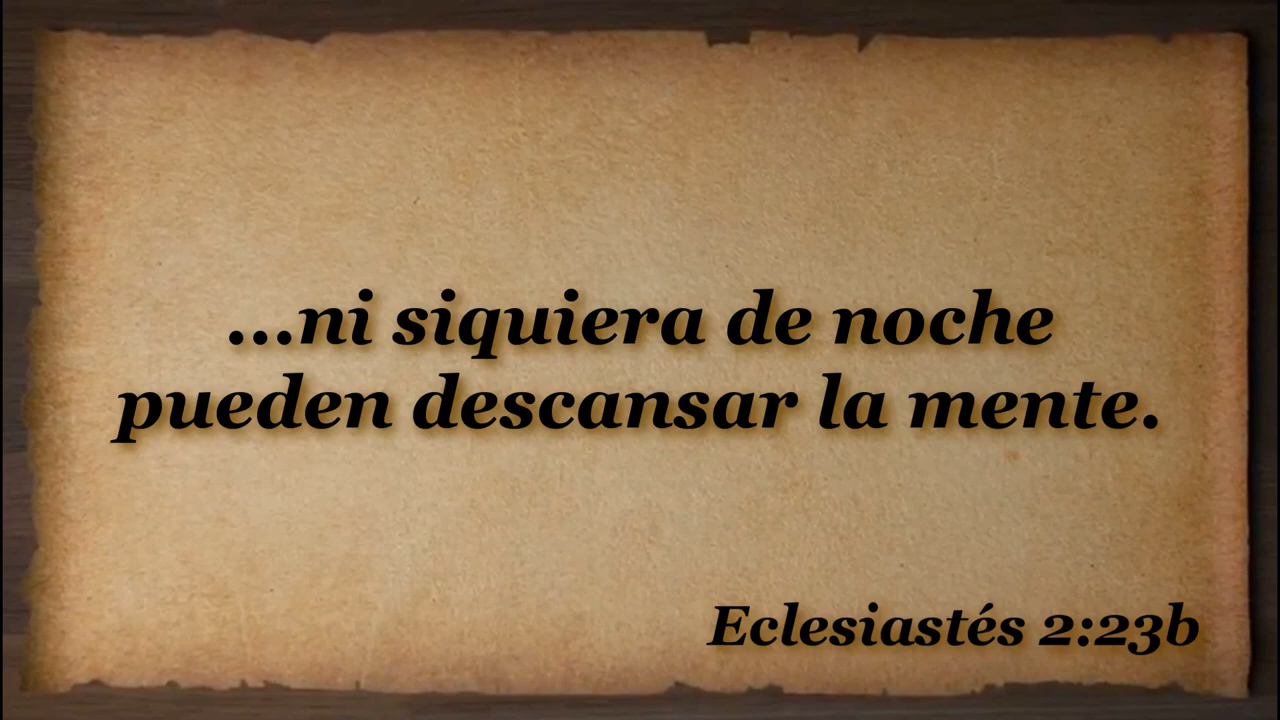 ...ni siquiera de noche
pueden descansar la mente.
Eclesiastés 2:23b